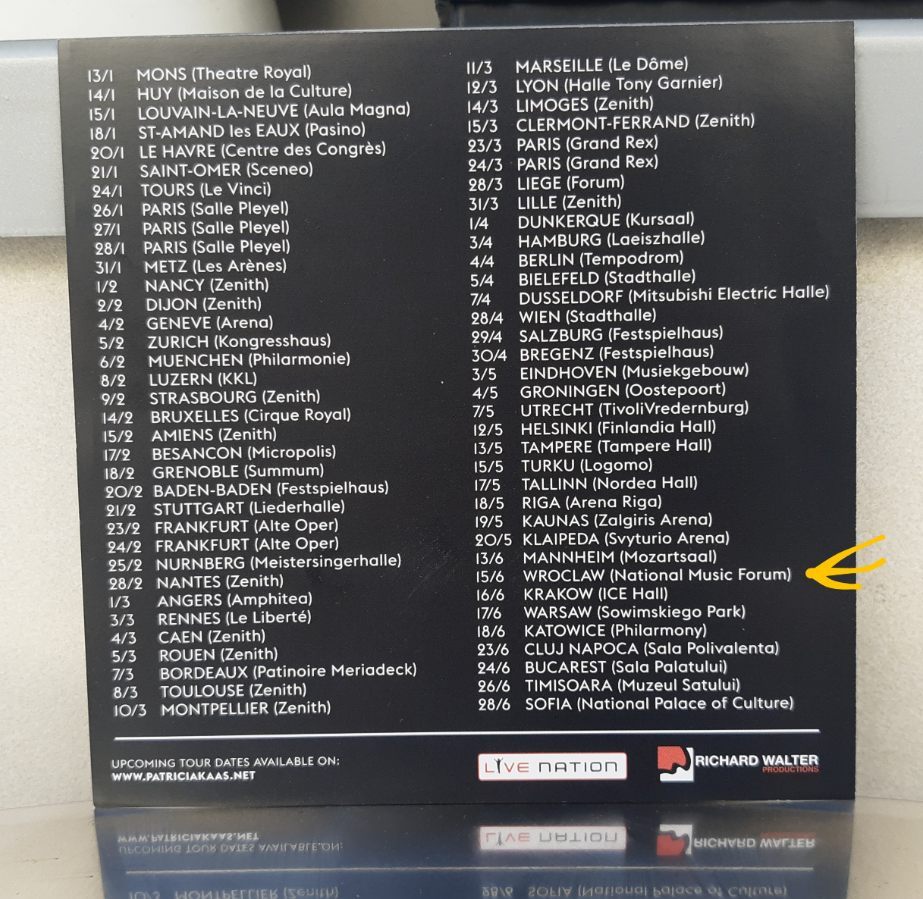 13/1 MONS (Theatre Royal)
14/1 HUY (Maison de la Culture)
15/1 LOUVAIN-LA-NEUVE (Aula Magna)
18/1 ST-AMAND les EAUX (Pasino)
20/1 LE HAVRE (Centre des Congrès)
21/1 SAINT-OMER (Sceneo)
24/1 TOURS (Le Vinci)
26/1 PARIS (Salle Pleyel)
27/1 PARIS (Salle Pleyel)
28/1 PARIS (Salle Pleyel)
31/1 METZ (Les Arènes)
1/2 NANCY (Zenith)
2/2 DIJON (Zenith)
4/2 GENEVE (Arena)
5/2 ZURICH (Kongresshaus)
6/2 MUENCHEN (Philarmonie)
8/2 LUZERN (KKL)
9/2 STRASBOURG (Zenith)
14/2 BRUXELLES (Cirque Royal)
15/2 AMIENS (Zenith)
17/2 BESANCON (Micropolis)
18/2 GRENOBLE (Summum)
20/2 BADEN-BADEN (Festspielhaus)
21/2 STUTTGART (Liederhalle)
23/2 FRANKFURT (Alte Oper)
24/2 FRANKFURT (Alte Oper)
25/2 NURNBERG (Meistersingerhalle)
28/2 NANTES (Zenith)
1/3 ANGERS (Amphitea)
3/3 RENNES (Le Liberté)
4/3 CAEN (Zenith)
5/3 ROUEN (Zenith)
7/3 BORDEAUX (Patinoire Meriadeck)
8/3 TOULOUSE (Zenith)
10/3 MONTPELLIER (Zenith)
11/3 MARSEILLE (Le Dôme)
12/3 LYON (Halle Tony Garnier)
14/3 LIMOGES (Zenith)
15/3 CLERMONT-FERRAND (Zenith)
23/3 PARIS (Grand Rex)
24/3 PARIS (Grand Rex)
28/3 LIEGE (Forum)
31/3 LILLE (Zenith)
1/4 DUNKERQUE (Kursaal)
3/4 HAMBURG (Laeiszhalle)
4/4 BERLIN (Tempodrom)
5/4 BIELEFELD (Stadthalle)
7/4 DUSSELDORF (Mitsubishi Electric Halle)
28/4 WIEN (Stadthalle)
29/4 SALZBURG (Festspielhaus)
30/4 BREGENZ (Festspielhaus)
3/5 EINDHOVEN (Musiekgebouw)
4/5 GRONINGEN (Oostepoort)
7/5 UTRECHT (TivoliVredernburg)
12/5 HELSINKI (Finlandia Hall)
13/5 TAMPERE (Tampere Hall)
15/5 TURKU (Logomo)
17/5 TALLINN (Nordea Hall)
18/5 RIGA (Arena Riga)
19/5 KAUNAS (Zalgiris Arena)
20/5 KLAIPEDA (Svyturio Arena)
13/6 MANNHEIM (Mozartsaal)
15/6 WROCLAW (National Music Forum)
16/6 KRAKOW (ICE Hall)
17/6 WARSAW (Sowimskiego Park)
18/6 KATOWICE (Philarmony)
23/6 CLUJ NAPOCA (Sala Polivalenta)
24/6 BUCAREST (Sala Palatului)
26/6 TIMISOARA (Muzeul Satului)
28/6 SOFIA (National Palace of Culture)
UPCOMING TOUR DATES AVAILABLE ON:
WWW.PATRICIAKAAS.NET
LIVE NATION
RICHARD WALTER
PRODUCTIONS